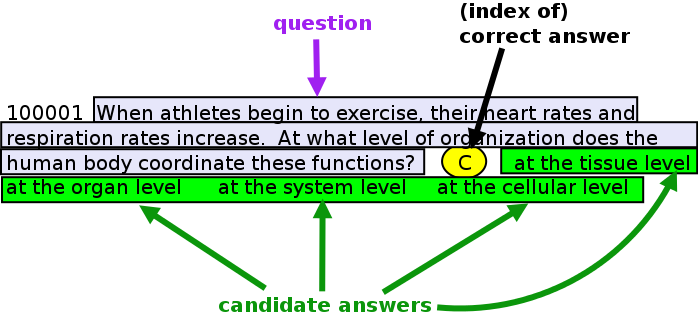 question
(index of)
correct answer
100001 When athletes begin to exercise, their heart rates and
respiration rates increase. At what level of organization does the
human body coordinate these functions? C at the tissue level
at the organ level at the system level at the cellular level
candidate answers